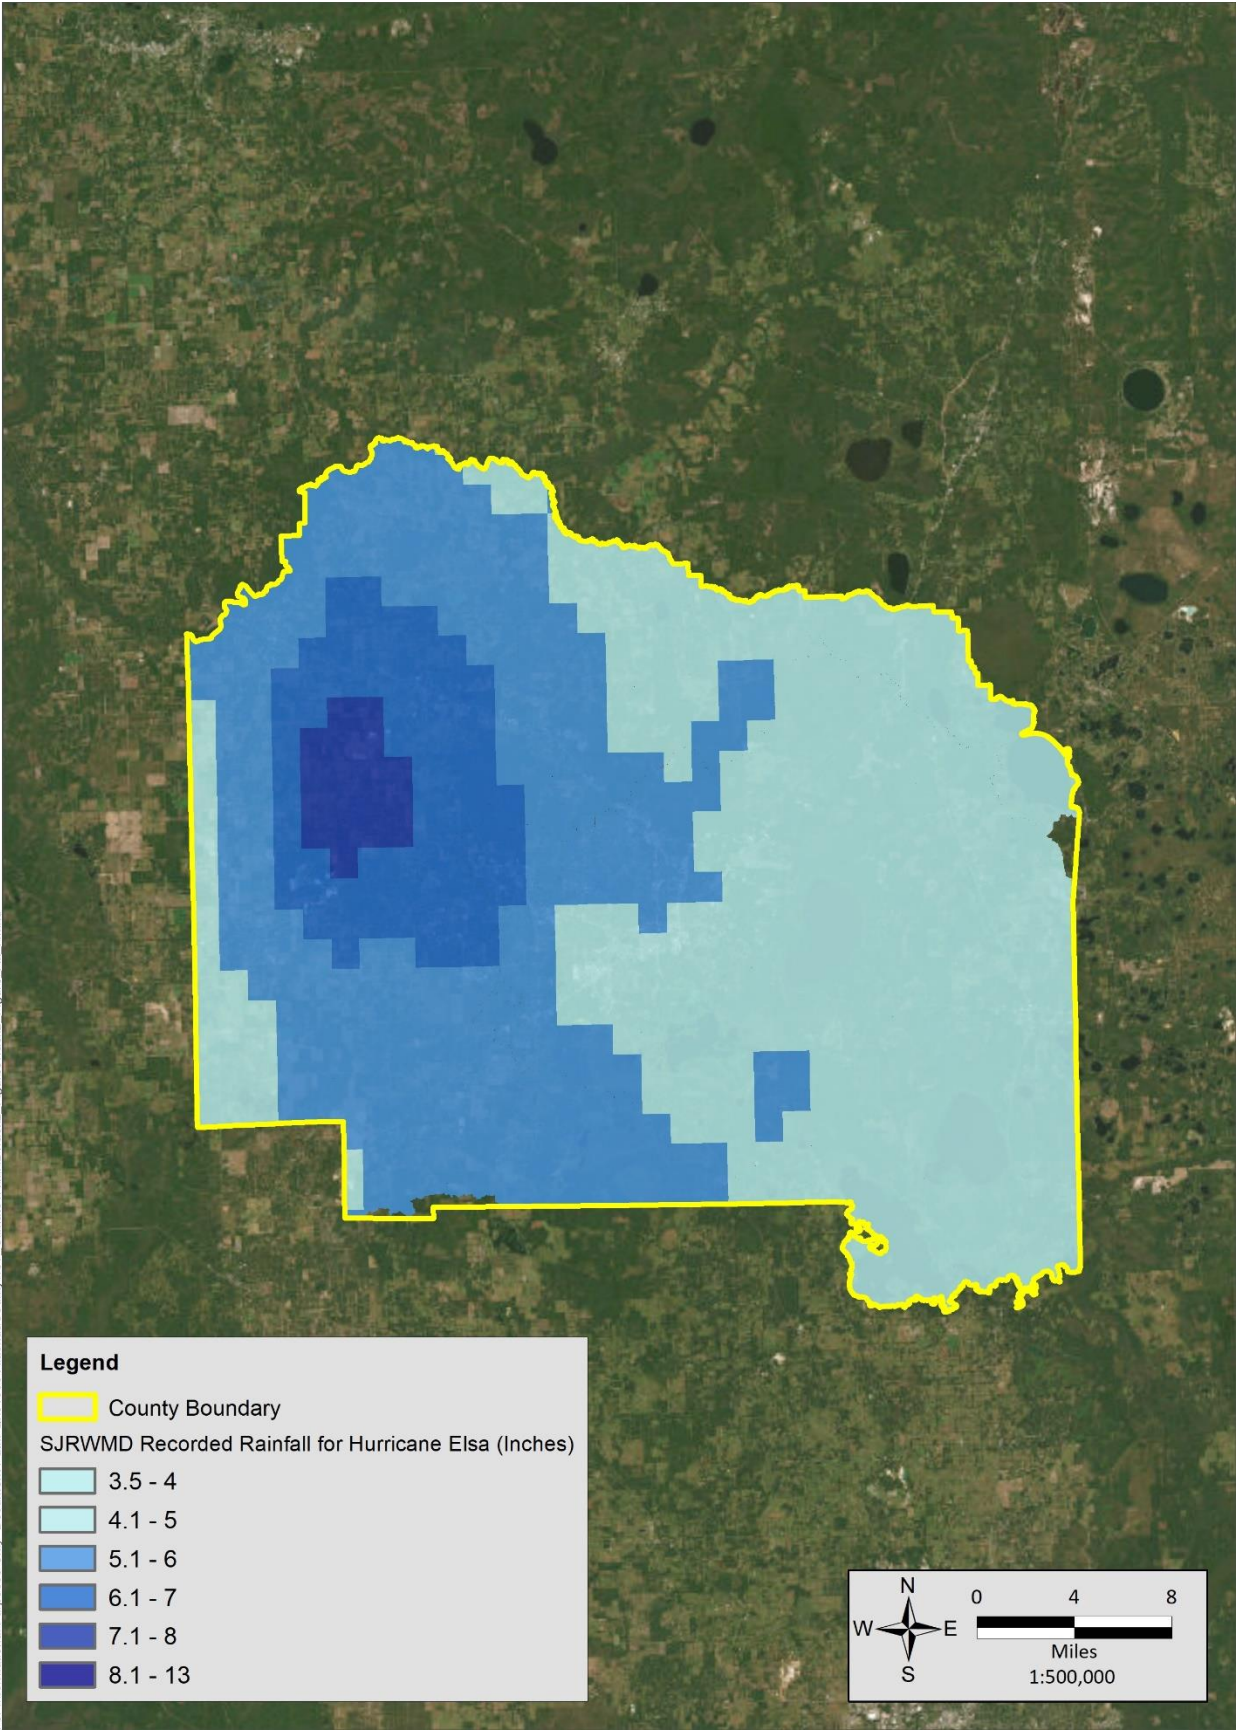 Legend
County Boundary
SJRWMD Recorded Rainfall for Hurricane Elsa (Inches)
3.5 - 4
4.1 - 5
5.1 - 6
6.1 - 7
7.1 - 8
8.1 - 13
N
W E
S
0 4 8
Miles
1:500,000